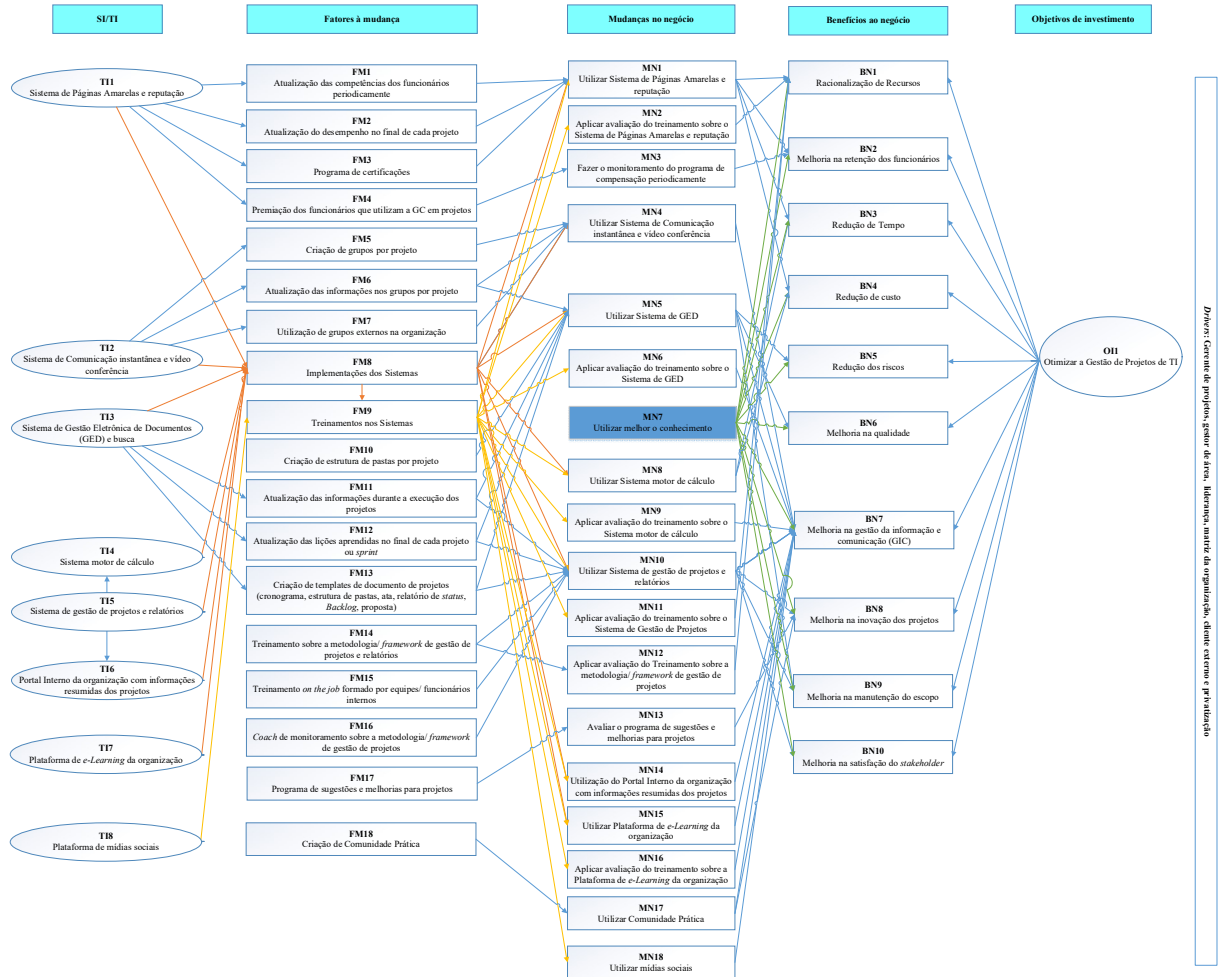 SI/TI
Fatores à mudança
Mudanças no negócio
Benefícios ao negócio
Objetivos de investimento
TI1
Sistema de Páginas Amarelas e reputação
TI2
Sistema de Comunicação instantânea e vídeo
conferência
TI3
Sistema de Gestão Eletrônica de Documentos
(GED) e busca
TI4
Sistema motor de cálculo
TI5
Sistema de gestão de projetos e relatórios
TI6
Portal Interno da organização com informações
resumidas dos projetos
TI7
Plataforma de e-Learning da organização
TI8
Plataforma de mídias sociais
FM1
Atualização das competências dos funcionários
periodicamente
FM2
Atualização do desempenho no final de cada projeto
FM3
Programa de certificações
FM4
Premiação dos funcionários que utilizam a GC em projetos
FM5
Criação de grupos por projeto
FM6
Atualização das informações nos grupos por projeto
FM7
Utilização de grupos externos na organização
FM8
Implementações dos Sistemas
FM9
Treinamentos nos Sistemas
FM10
Criação de estrutura de pastas por projeto
FM11
Atualização das informações durante a execução dos
projetos
FM12
Atualização das lições aprendidas no final de cada projeto
ou sprint
FM13
Criação de templates de documento de projetos
(cronograma, estrutura de pastas, ata, relatório de status,
Backlog, proposta)
FM14
Treinamento sobre a metodologia/ framework de gestão de
projetos e relatórios
FM15
Treinamento on the job formado por equipes/ funcionários
internos
FM16
Coach de monitoramento sobre a metodologia/ framework
de gestão de projetos
FM17
Programa de sugestões e melhorias para projetos
FM18
Criação de Comunidade Prática
MN1
Utilizar Sistema de Páginas Amarelas e
reputação
MN2
Aplicar avaliação do treinamento sobre o
Sistema de Páginas Amarelas e reputação
MN3
Fazer o monitoramento do programa de
compensação periodicamente
MN4
Utilizar Sistema de Comunicação
instantânea e vídeo conferência
MN5
Utilizar Sistema de GED
MN6
Aplicar avaliação do treinamento sobre o
Sistema de GED
MN7
Utilizar melhor o conhecimento
MN8
Utilizar Sistema motor de cálculo
MN9
Aplicar avaliação do treinamento sobre o
Sistema motor de cálculo
MN10
Utilizar Sistema de gestão de projetos e
relatórios
MN11
Aplicar avaliação do treinamento sobre o
Sistema de Gestão de Projetos
MN12
Aplicar avaliação do Treinamento sobre a
metodologia/ framework de gestão de
projetos
MN13
Avaliar o programa de sugestões e
melhorias para projetos
MN14
Utilização do Portal Interno da organização
com informações resumidas dos projetos
MN15
Utilizar Plataforma de e-Learning da
organização
MN16
Aplicar avaliação do treinamento sobre a
Plataforma de e-Learning da organização
MN17
Utilizar Comunidade Prática
MN18
Utilizar mídias sociais
BN1
Racionalização de Recursos
BN2
Melhoria na retenção dos funcionários
BN3
Redução de Tempo
BN4
Redução de custo
BN5
Redução dos riscos
BN6
Melhoria na qualidade
BN7
Melhoria na gestão da informação e
comunicação (GIC)
BN8
Melhoria na inovação dos projetos
BN9
Melhoria na manutenção do escopo
BN10
Melhoria na satisfação do stakeholder
OI1
Otimizar a Gestão de Projetos de TI
Drivers: Gerente de projetos, gestor de área, liderança, matriz da organização, cliente externo e privatização